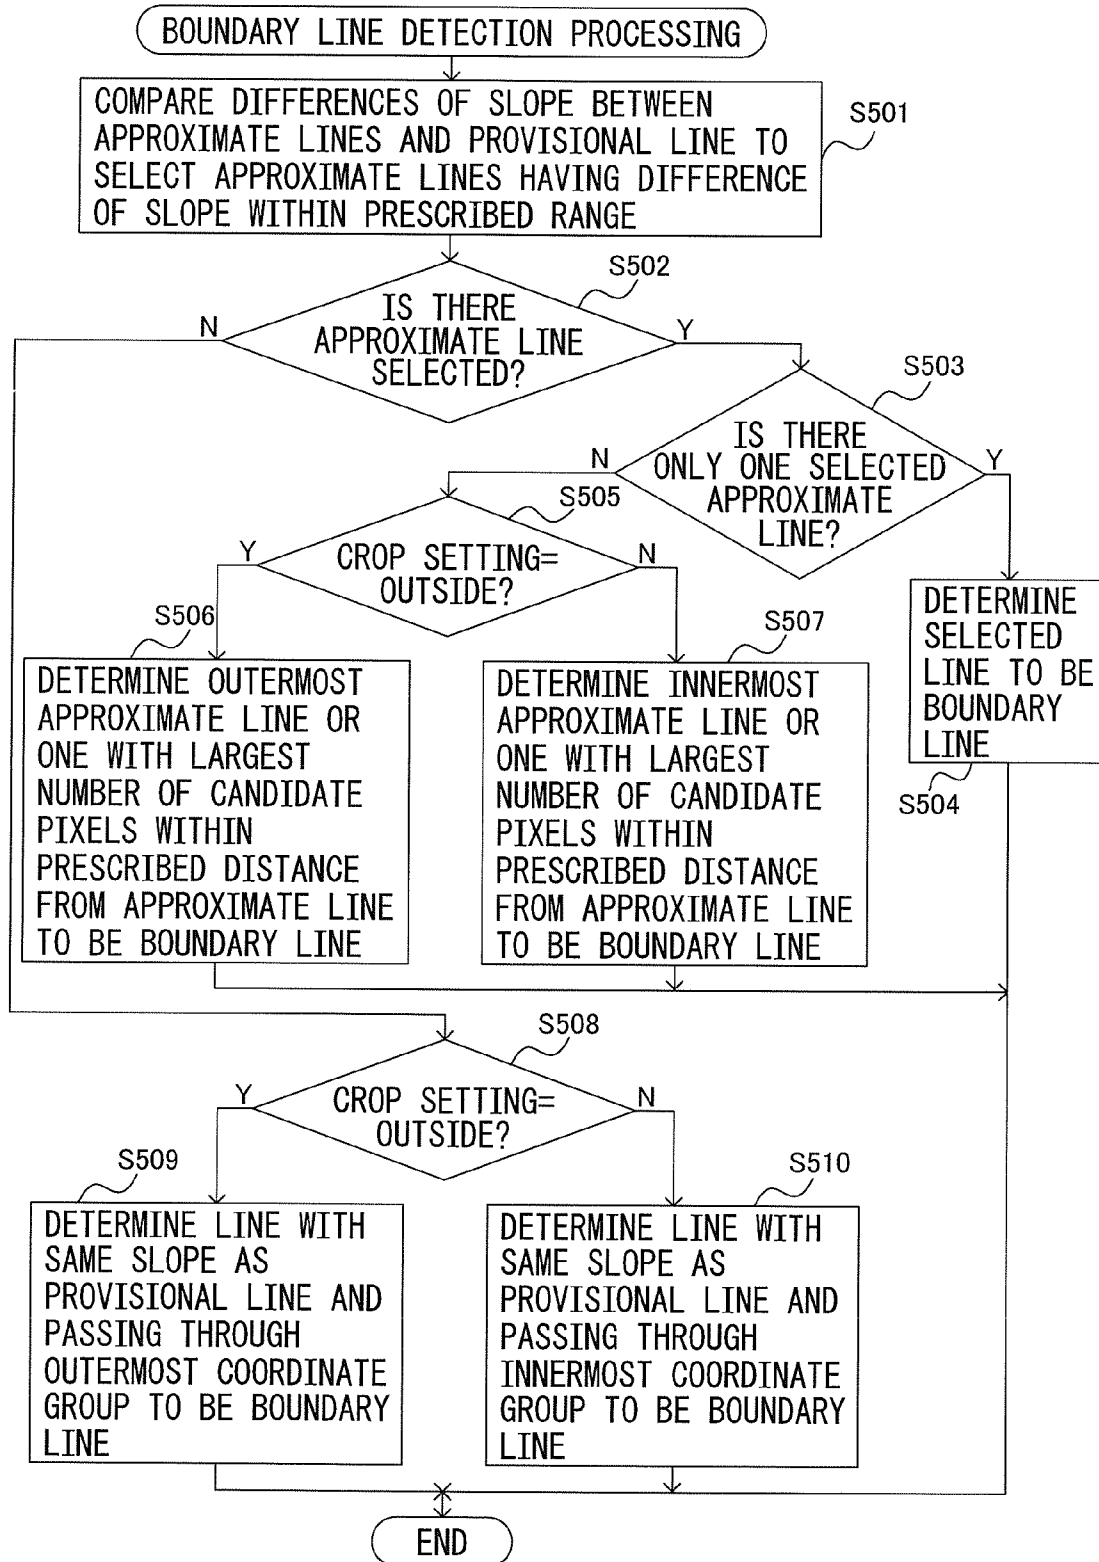 BOUNDARY LINE DETECTION PROCESSING
COMPARE DIFFERENCES OF SLOPE BETWEEN
APPROXIMATE LINES AND PROVISIONAL LINE TO
SELECT APPROXIMATE LINES HAVING DIFFERENCE
OF SLOPE WITHIN PRESCRIBED RANGE
S501
S502
IS THERE
APPROXIMATE LINE
SELECTED?
N
Y
S503
IS THERE
ONLY ONE SELECTED
APPROXIMATE
LINE?
N
Y
S505
CROP SETTING=
OUTSIDE?
Y
N
S506
DETERMINE OUTERMOST
APPROXIMATE LINE OR
ONE WITH LARGEST
NUMBER OF CANDIDATE
PIXELS WITHIN
PRESCRIBED DISTANCE
FROM APPROXIMATE LINE
TO BE BOUNDARY LINE
S507
DETERMINE INNERMOST
APPROXIMATE LINE OR
ONE WITH LARGEST
NUMBER OF CANDIDATE
PIXELS WITHIN
PRESCRIBED DISTANCE
FROM APPROXIMATE LINE
TO BE BOUNDARY LINE
DETERMINE
SELECTED
LINE TO BE
BOUNDARY
LINE
S504
S508
CROP SETTING=
OUTSIDE?
Y
N
S509
DETERMINE LINE WITH
SAME SLOPE AS
PROVISIONAL LINE AND
PASSING THROUGH
OUTERMOST COORDINATE
GROUP TO BE BOUNDARY
LINE
S510
DETERMINE LINE WITH
SAME SLOPE AS
PROVISIONAL LINE AND
PASSING THROUGH
INNERMOST COORDINATE
GROUP TO BE BOUNDARY
LINE
END